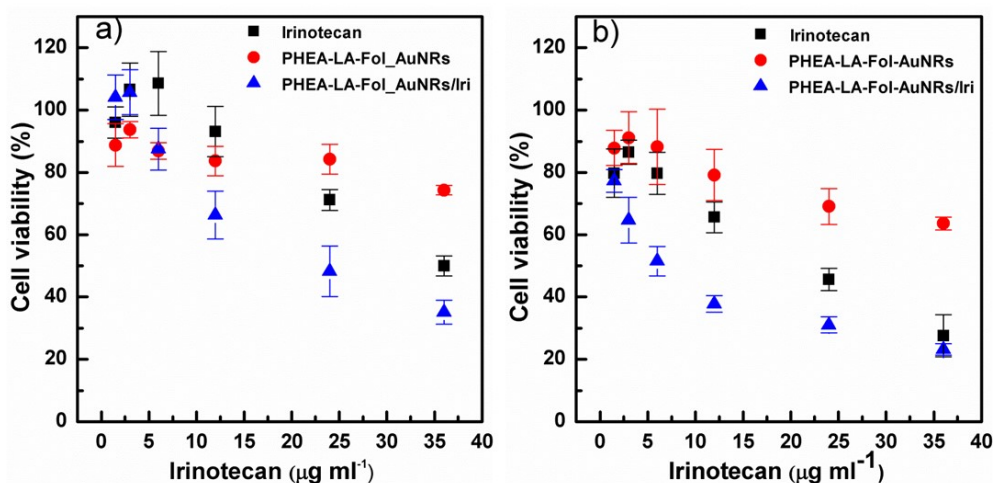 a)
Irinotecan
PHEA-LA-Fol_AuNRs
PHEA-LA-Fol_AuNRs/Iri
Cell viability (%)
120
100
80
60
40
20
0
0 5 10 15 20 25 30 35 40
Irinotecan (μg ml-1)
b)
Irinotecan
PHEA-LA-Fol-AuNRs
PHEA-LA-Fol-AuNRs/Iri
Cell viability (%)
120
100
80
60
40
20
0
0 5 10 15 20 25 30 35 40
Irinotecan (μg ml-1)